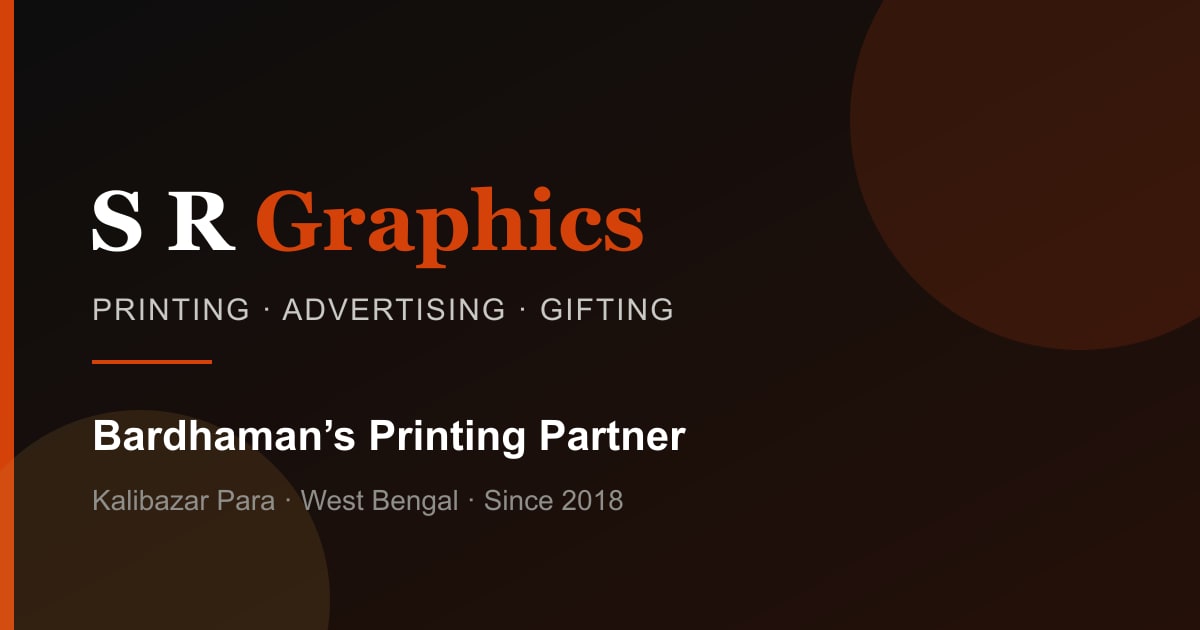 S R Graphics
PRINTING · ADVERTISING · GIFTING
Bardhaman’s Printing Partner
Kalibazar Para · West Bengal · Since 2018